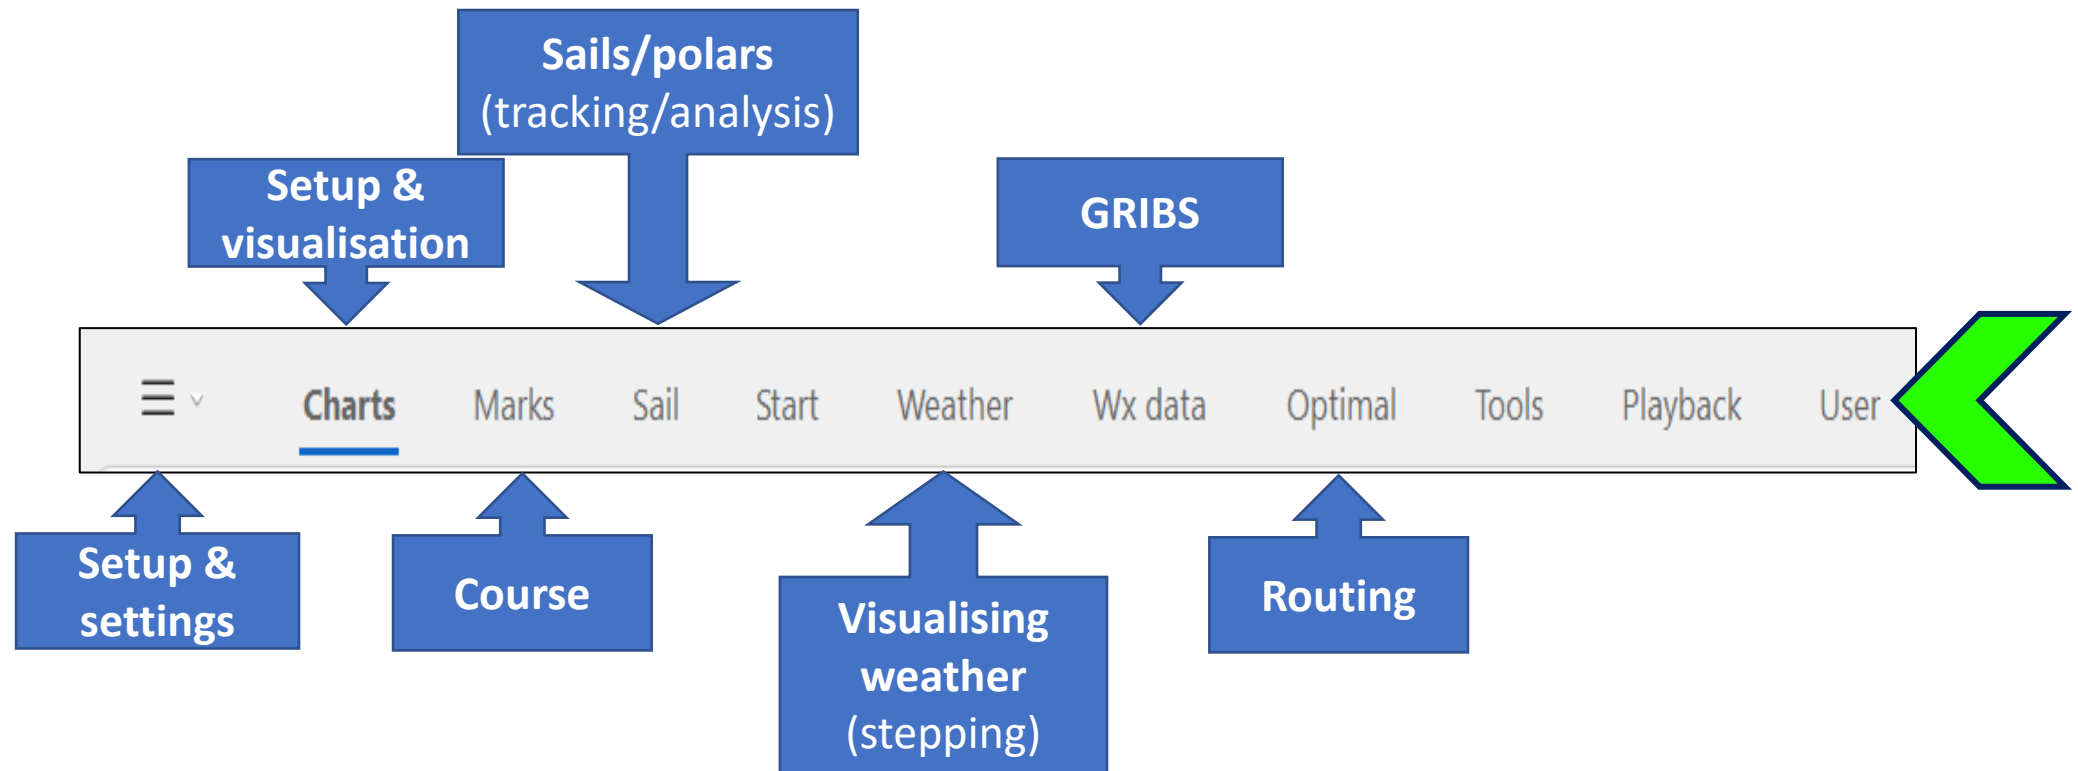 Sails/polars
(tracking/analysis)
Setup &
visualisation
GRIBS
Charts Marks Sail Start Weather Wx data Optimal Tools Playback User
Setup &
settings
Course
Visualising
weather
(stepping)
Routing